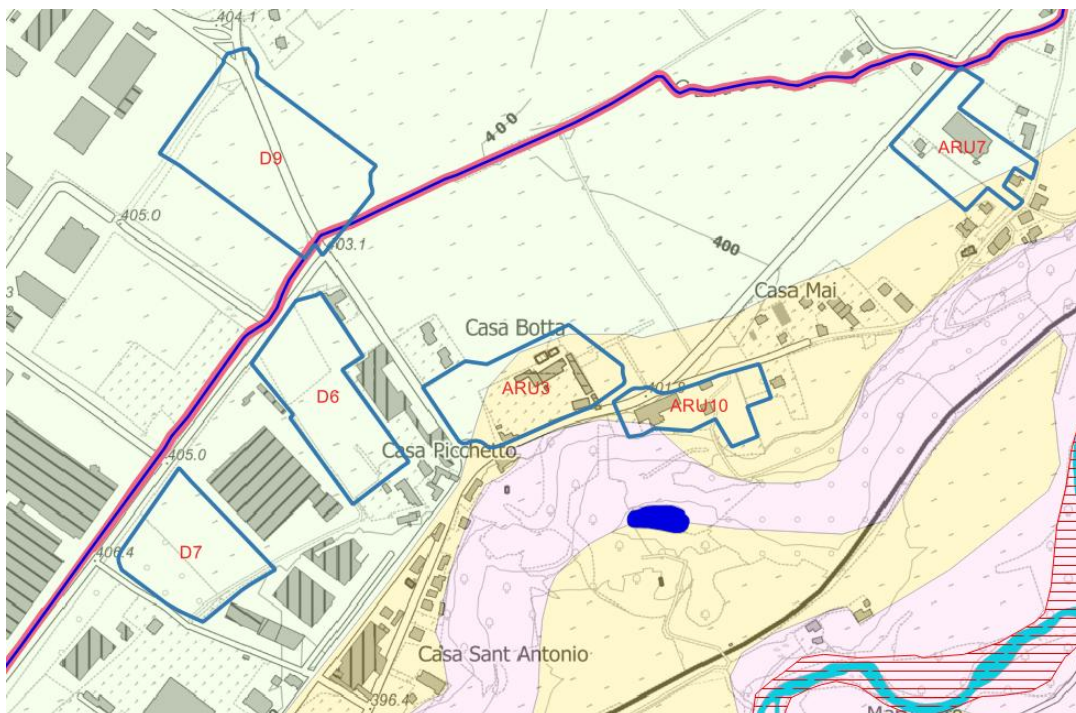 404.1
D9
400
ARU7
405.0
403.1
400
Casa Mai
Casa Botta
ARU3
401.8
ARU10
D6
Casa Picchetto
405.0
D7
406.4
Casa Sant Antonio
396.4